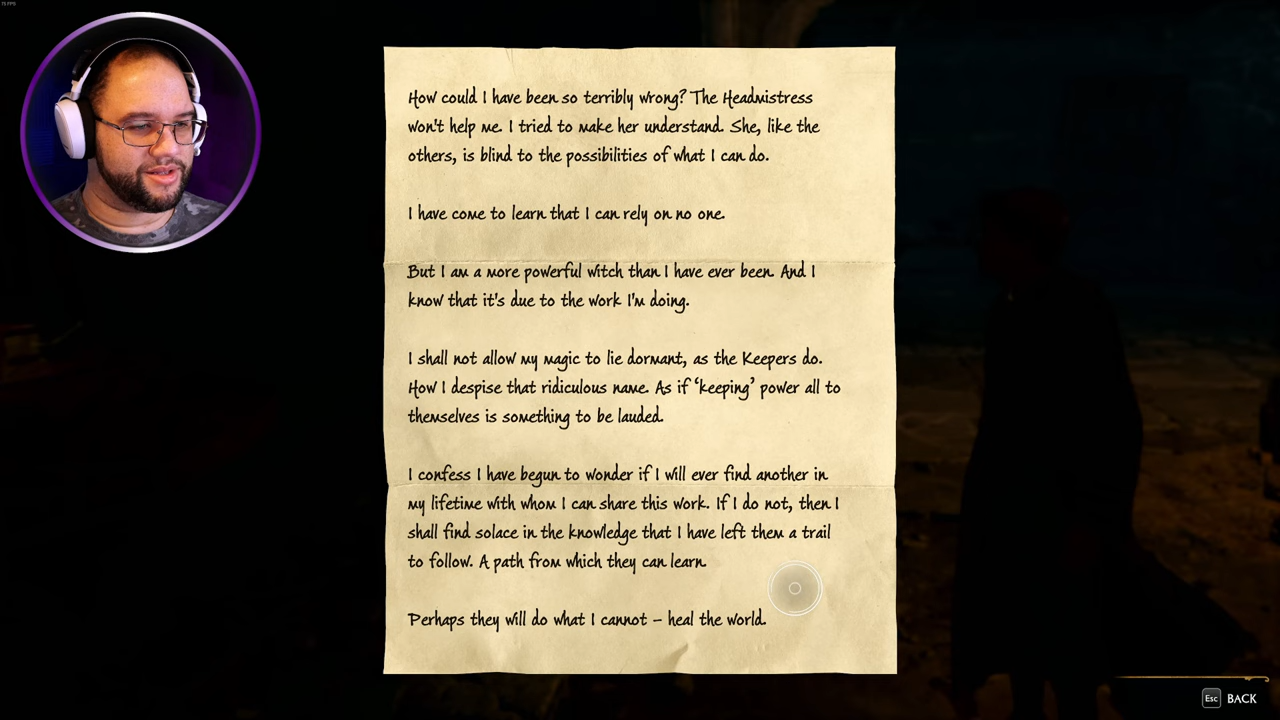 73 FPS
How could I have been so terribly wrong? The Headmistress
won't help me. I tried to make her understand. She, like the
others, is blind to the possibilities of what I can do.
I have come to learn that I can rely on no one.
But I am a more powerful witch than I have ever been. And I
know that it's due to the work I'm doing.
I shall not allow my magic to lie dormant, as the Keepers do.
How I despise that ridiculous name. As if ‘keeping’ power all to
themselves is something to be lauded.
I confess I have begun to wonder if I will ever find another in
my lifetime with whom I can share this work. If I do not, then I
shall find solace in the knowledge that I have left them a trail
to follow. A path from which they can learn.
Perhaps they will do what I cannot – heal the world.
Esc BACK